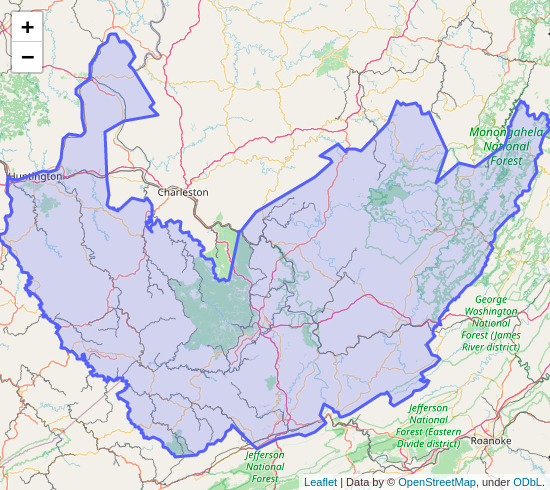 +
−
Huntington
Charleston
Monongahela
National
Forest
George
Washington
National
Forest (James
River district)
Jefferson
National
Forest (Eastern
Divide district)
Roanoke
Jefferson
National
Forest
Leaflet | Data by © OpenStreetMap, under ODbL.